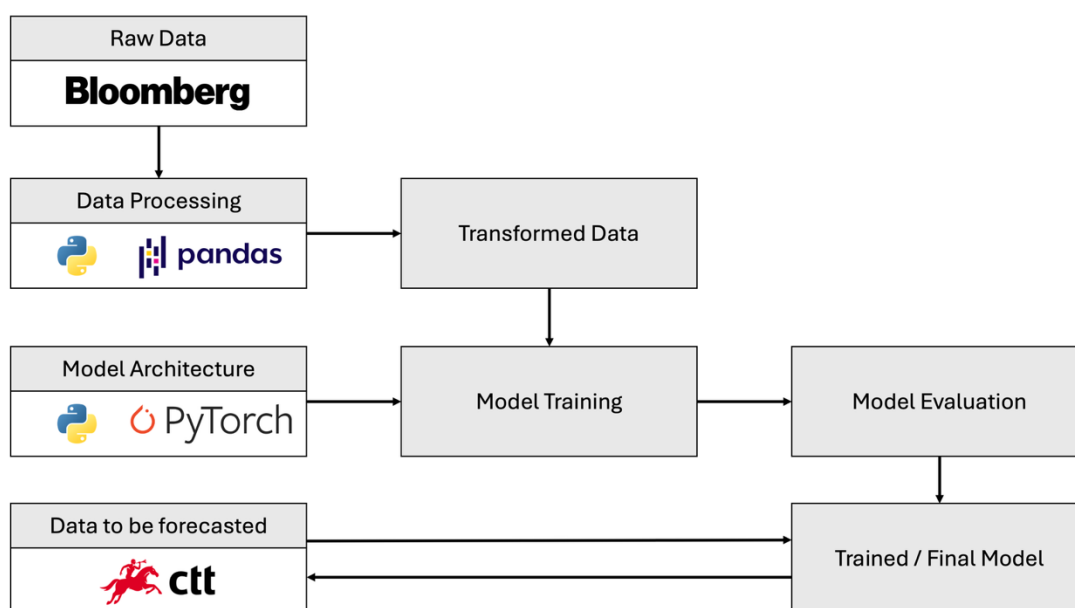 Raw Data
Bloomberg
Data Processing
pandas
Transformed Data
Model Architecture
PyTorch
Model Training
Model Evaluation
Data to be forecasted
ctt
Trained / Final Model